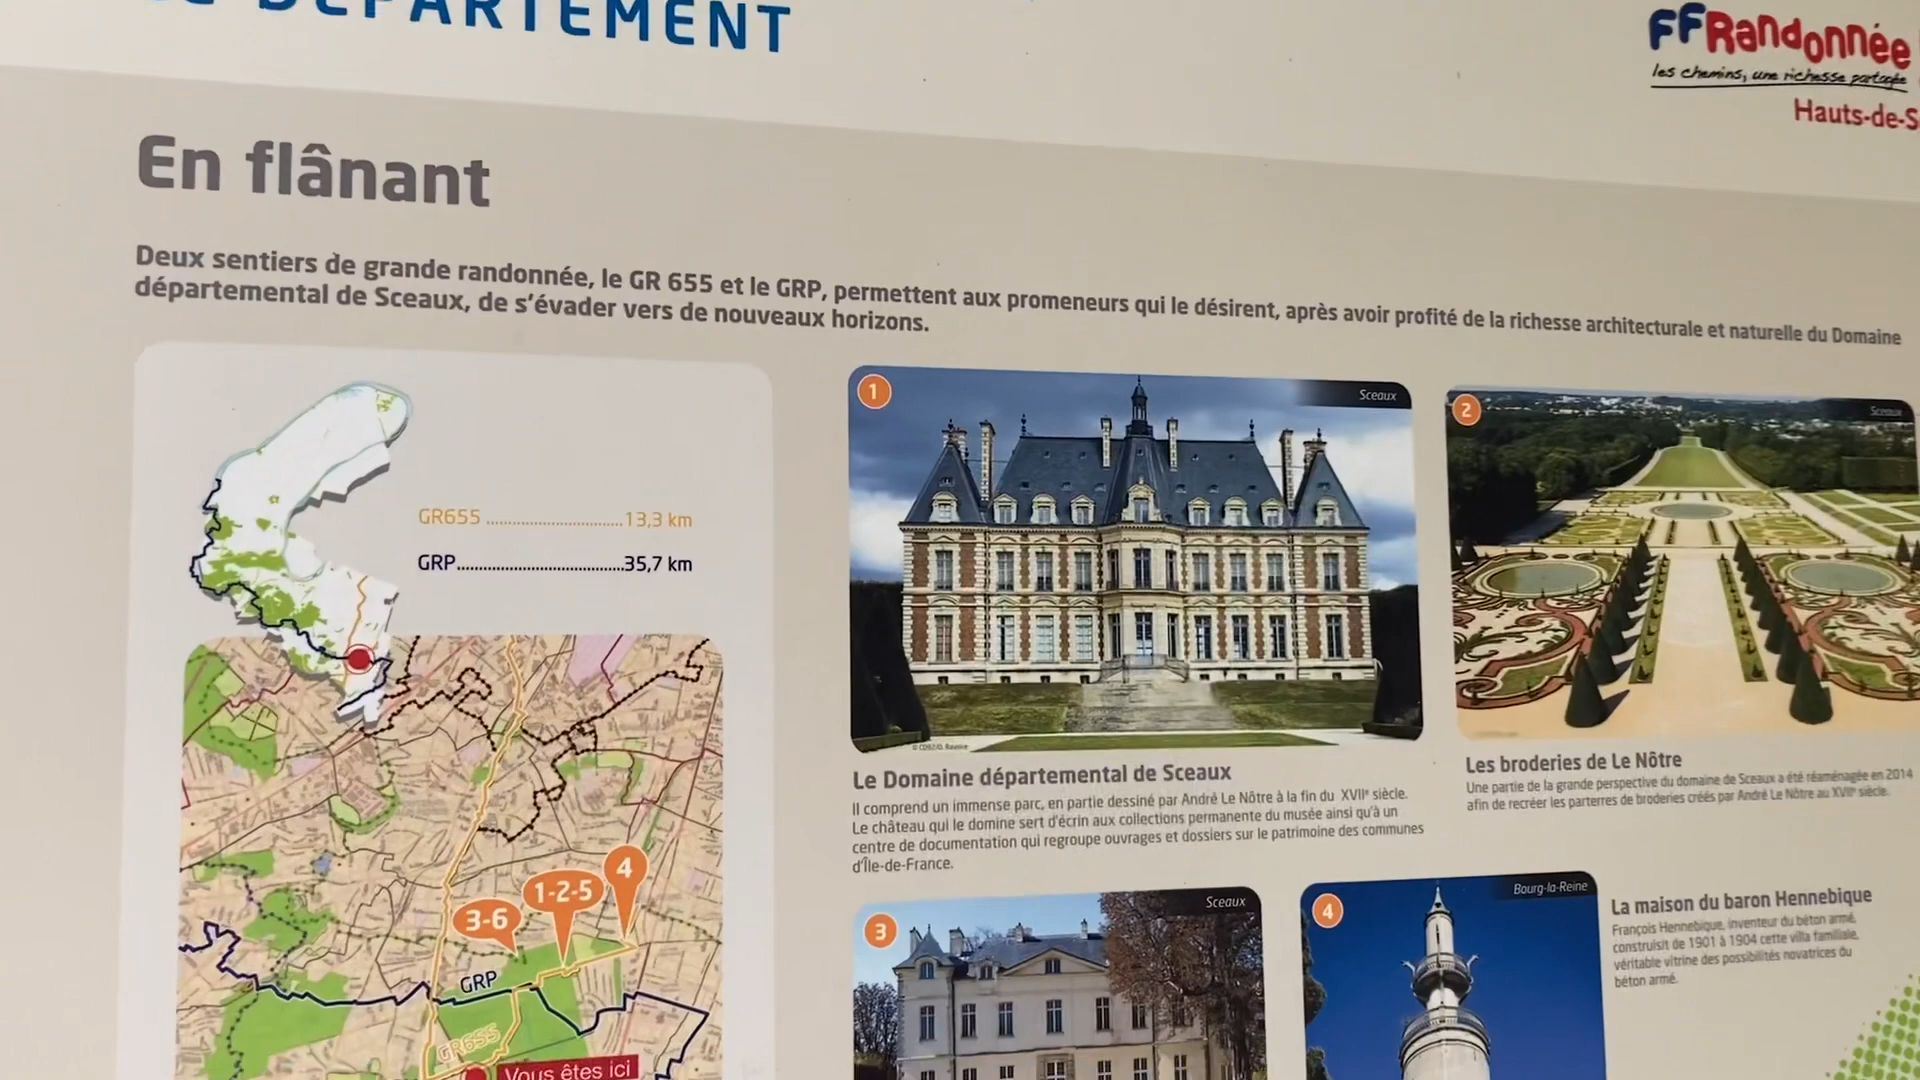 DÉPARTEMENT
FFRandonnée
les chemins, une richesse partagée
Hauts-de-S
En flânant
Deux sentiers de grande randonnée, le GR 655 et le GRP, permettent aux promeneurs qui le désirent, après avoir profité de la richesse architecturale et naturelle du Domaine
départemental de Sceaux, de s'évader vers de nouveaux horizons.
GR655 ..............................13,3 km
GRP.....................................35,7 km
4
1-2-5
3-6
GRP
GR655
Vous êtes ici
1
Sceaux
Le Domaine départemental de Sceaux
Il comprend un immense parc, en partie dessiné par André Le Nôtre à la fin du XVIIe siècle.
Le château qui le domine sert d'écrin aux collections permanente du musée ainsi qu'à un
centre de documentation qui regroupe ouvrages et dossiers sur le patrimoine des communes
d'Île-de-France.
2
Sceaux
Les broderies de Le Nôtre
Une partie de la grande perspective du domaine de Sceaux a été réaménagée en 2014
afin de recréer les parterres de broderies créés par André Le Nôtre au XVIIe siècle.
3
Sceaux
4
Bourg-la-Reine
La maison du baron Hennebique
François Hennebique, inventeur du béton armé,
construisit de 1901 à 1904 cette villa familiale,
véritable vitrine des possibilités novatrices du
béton armé.